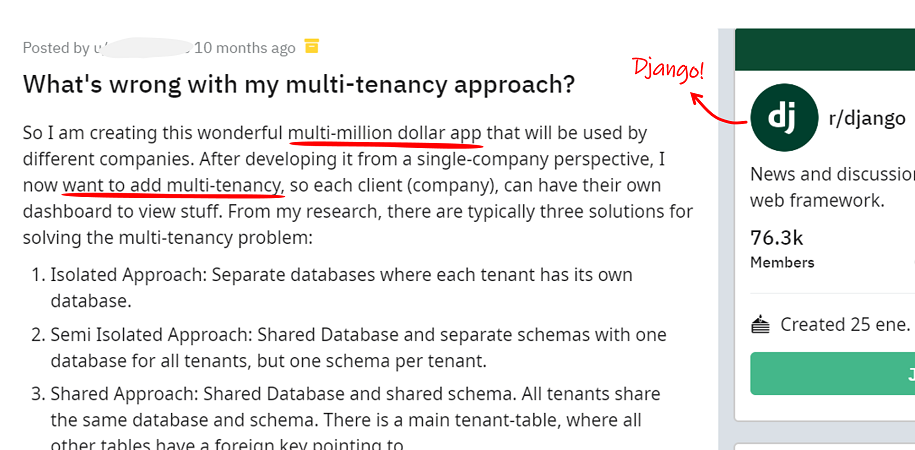 Posted by u/ 10 months ago
What's wrong with my multi-tenancy approach?
So I am creating this wonderful multi-million dollar app that will be used by
different companies. After developing it from a single-company perspective, I
now want to add multi-tenancy, so each client (company), can have their own
dashboard to view stuff. From my research, there are typically three solutions for
solving the multi-tenancy problem:
1. Isolated Approach: Separate databases where each tenant has its own
database.
2. Semi Isolated Approach: Shared Database and separate schemas with one
database for all tenants, but one schema per tenant.
3. Shared Approach: Shared Database and shared schema. All tenants share
the same database and schema. There is a main tenant-table, where all
other tables have a foreign key pointing to
Django!
dj
r/django
News and discussion
web framework.
76.3k
Members
Created 25 ene.
J